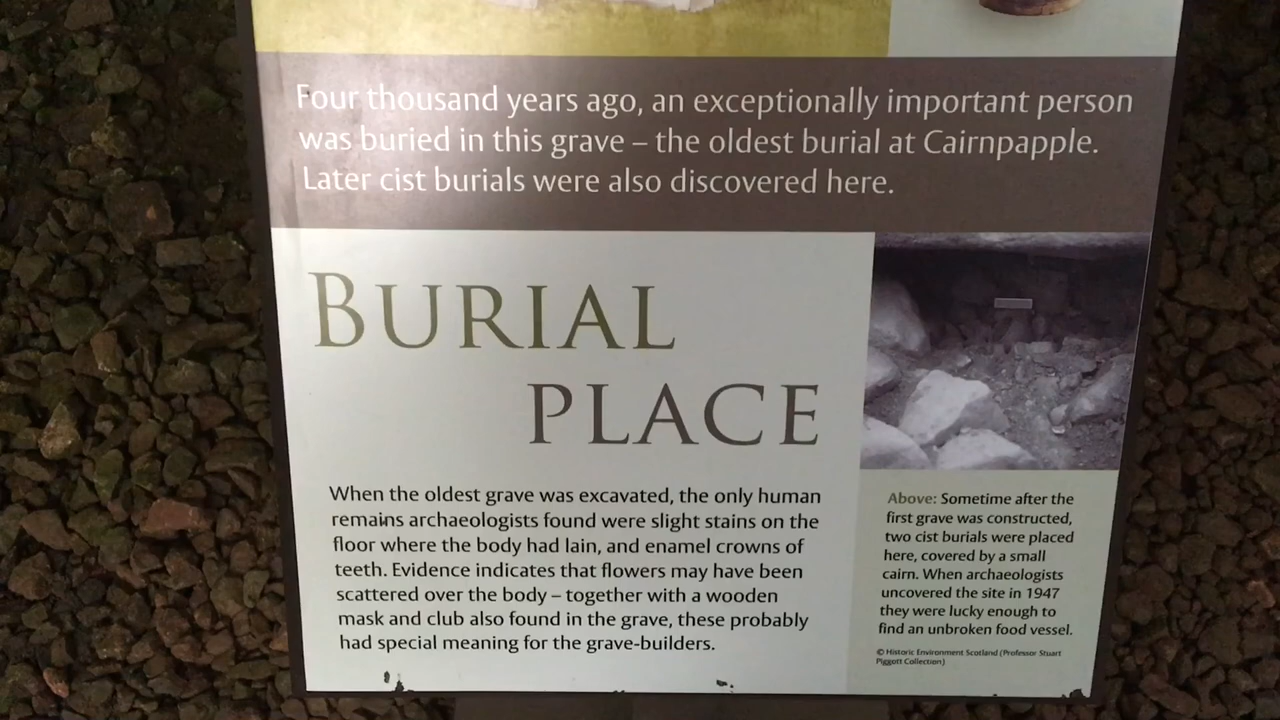 Four thousand years ago, an exceptionally important person
was buried in this grave – the oldest burial at Cairnpapple.
Later cist burials were also discovered here.
BURIAL
PLACE
When the oldest grave was excavated, the only human
remains archaeologists found were slight stains on the
floor where the body had lain, and enamel crowns of
teeth. Evidence indicates that flowers may have been
scattered over the body – together with a wooden
mask and club also found in the grave, these probably
had special meaning for the grave-builders.
Above: Sometime after the
first grave was constructed,
two cist burials were placed
here, covered by a small
cairn. When archaeologists
uncovered the site in 1947
they were lucky enough to
find an unbroken food vessel.
© Historic Environment Scotland (Professor Stuart
Piggott Collection)